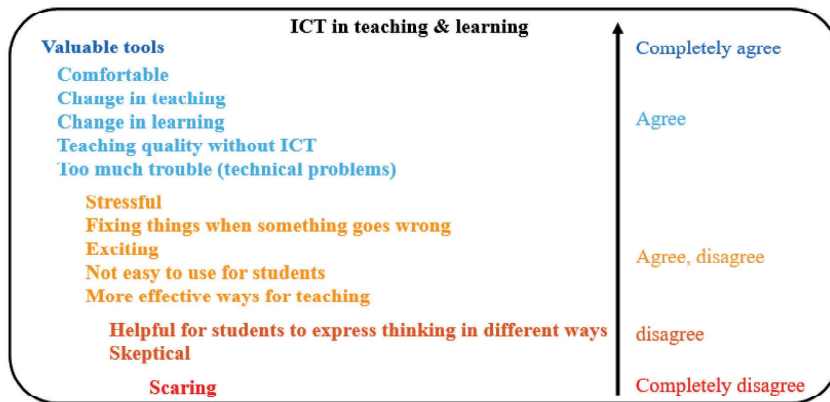 ICT in teaching & learning
Valuable tools
Completely agree
Comfortable
Change in teaching
Change in learning
Agree
Teaching quality without ICT
Too much trouble (technical problems)
Stressful
Fixing things when something goes wrong
Exciting
Agree, disagree
Not easy to use for students
More effective ways for teaching
Helpful for students to express thinking in different ways
disagree
Skeptical
Scaring
Completely disagree